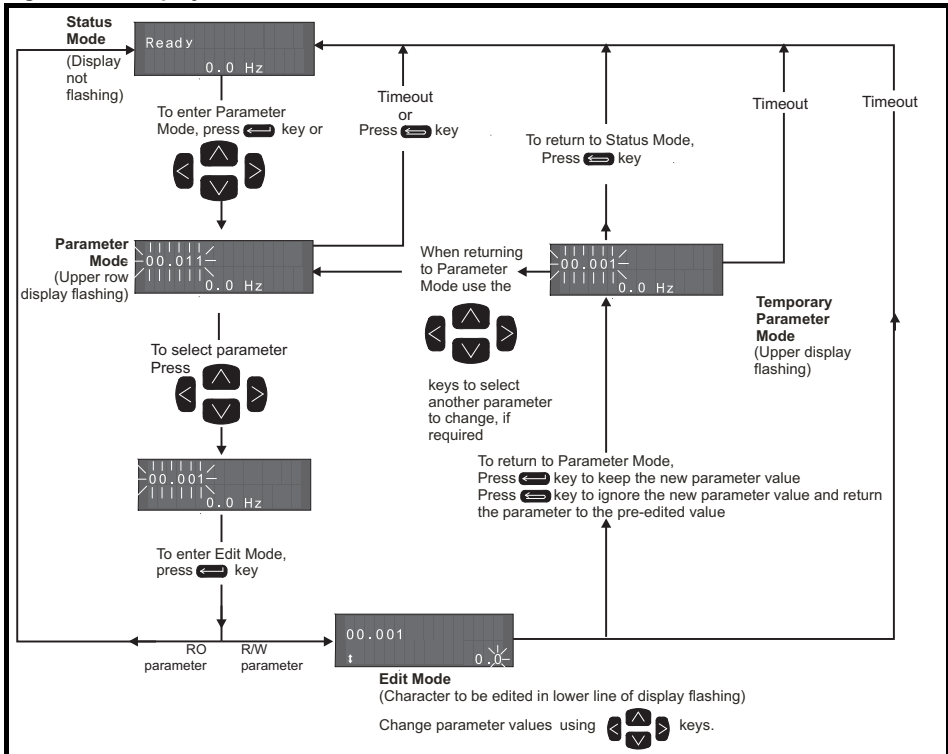 Status
Mode
(Display
not
flashing)
Ready
0.0 Hz
To enter Parameter
Mode, press key or
Timeout
or
Press key
To return to Status Mode,
Press key
Timeout
Timeout
Parameter
Mode
(Upper row
display flashing)
00.011
0.0 Hz
When returning
to Parameter
Mode use the
keys to select
another parameter
to change, if
required
00.001
0.0 Hz
Temporary
Parameter
Mode
(Upper display
flashing)
To select parameter
Press
00.001
0.0 Hz
To return to Parameter Mode,
Press key to keep the new parameter value
Press key to ignore the new parameter value and return
the parameter to the pre-edited value
To enter Edit Mode,
press key
RO
parameter
R/W
parameter
00.001
0.0
Edit Mode
(Character to be edited in lower line of display flashing)
Change parameter values using keys.